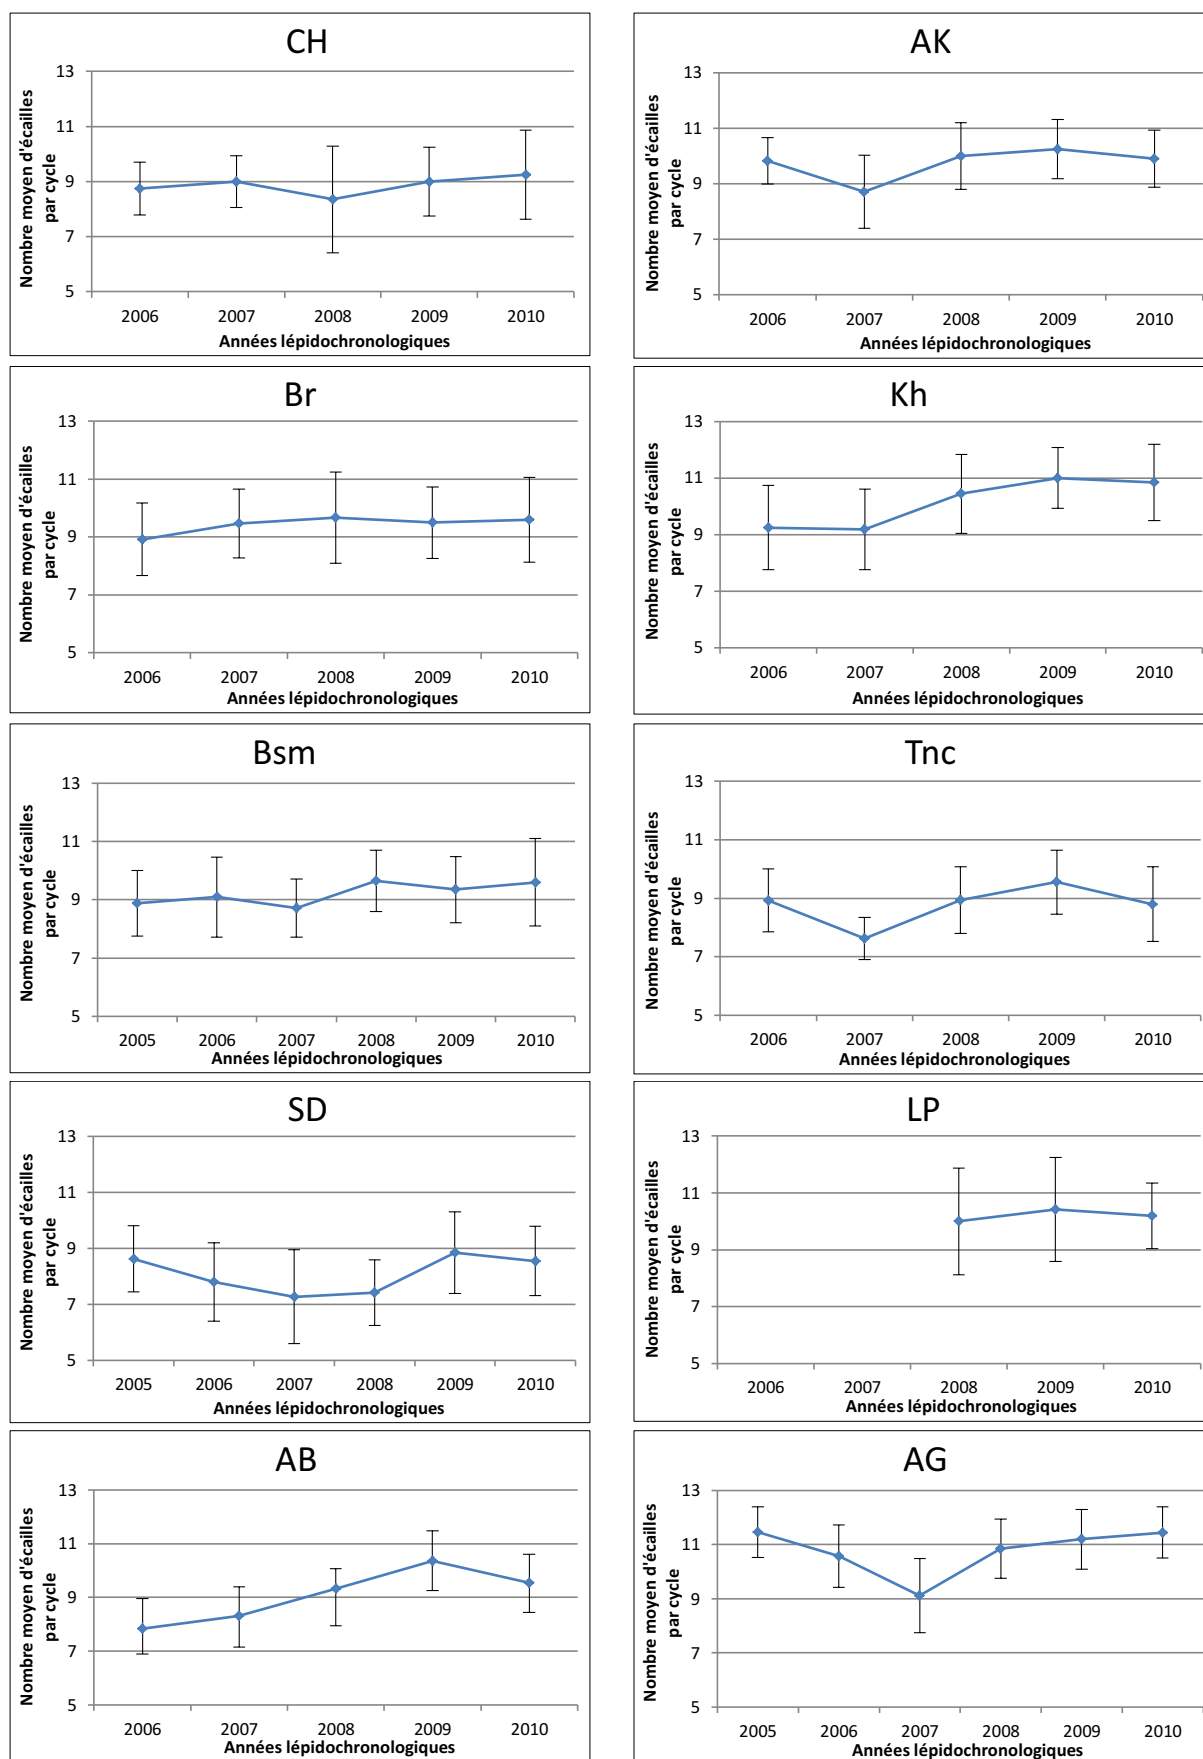 CH
Nombre moyen d'écailles
par cycle
13
11
9
7
5
2006 2007 2008 2009 2010
Années lépidochronologiques
AK
Nombre moyen d'écailles
par cycle
13
11
9
7
5
2006 2007 2008 2009 2010
Années lépidochronologiques
Br
Nombre moyen d'écailles
par cycle
13
11
9
7
5
2006 2007 2008 2009 2010
Années lépidochronologiques
Kh
Nombre moyen d'écailles
par cycle
13
11
9
7
5
2006 2007 2008 2009 2010
Années lépidochronologiques
Bsm
Nombre moyen d'écailles
par cycle
13
11
9
7
5
2005 2006 2007 2008 2009 2010
Années lépidochronologiques
Tnc
Nombre moyen d'écailles
par cycle
13
11
9
7
5
2006 2007 2008 2009 2010
Années lépidochronologiques
SD
Nombre moyen d'écailles
par cycle
13
11
9
7
5
2005 2006 2007 2008 2009 2010
Années lépidochronologiques
LP
Nombre moyen d'écailles
par cycle
13
11
9
7
5
2006 2007 2008 2009 2010
Années lépidochronologiques
AB
Nombre moyen d'écailles
par cycle
13
11
9
7
5
2006 2007 2008 2009 2010
Années lépidochronologiques
AG
Nombre moyen d'écailles
par cycle
13
11
9
7
5
2005 2006 2007 2008 2009 2010
Années lépidochronologiques